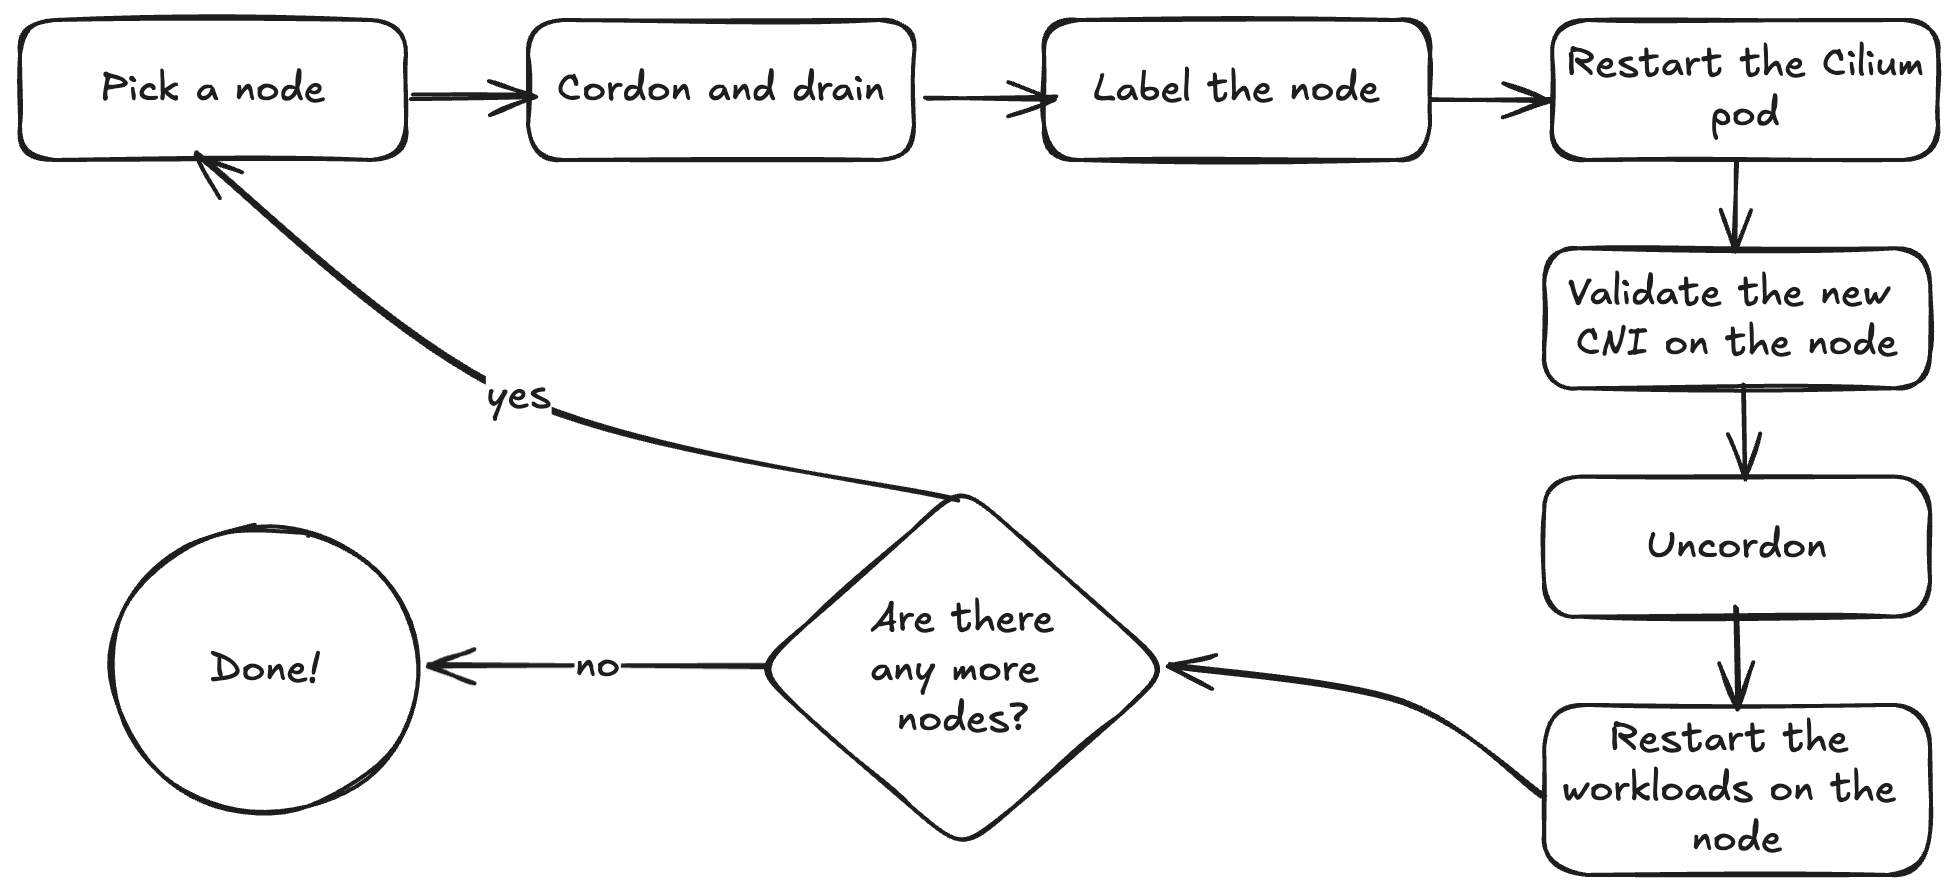 Pick a node
Cordon and drain
Label the node
Restart the Cilium
pod
Validate the new
CNI on the node
Uncordon
Restart the
workloads on the
node
Are there
any more
nodes?
yes
no
Done!